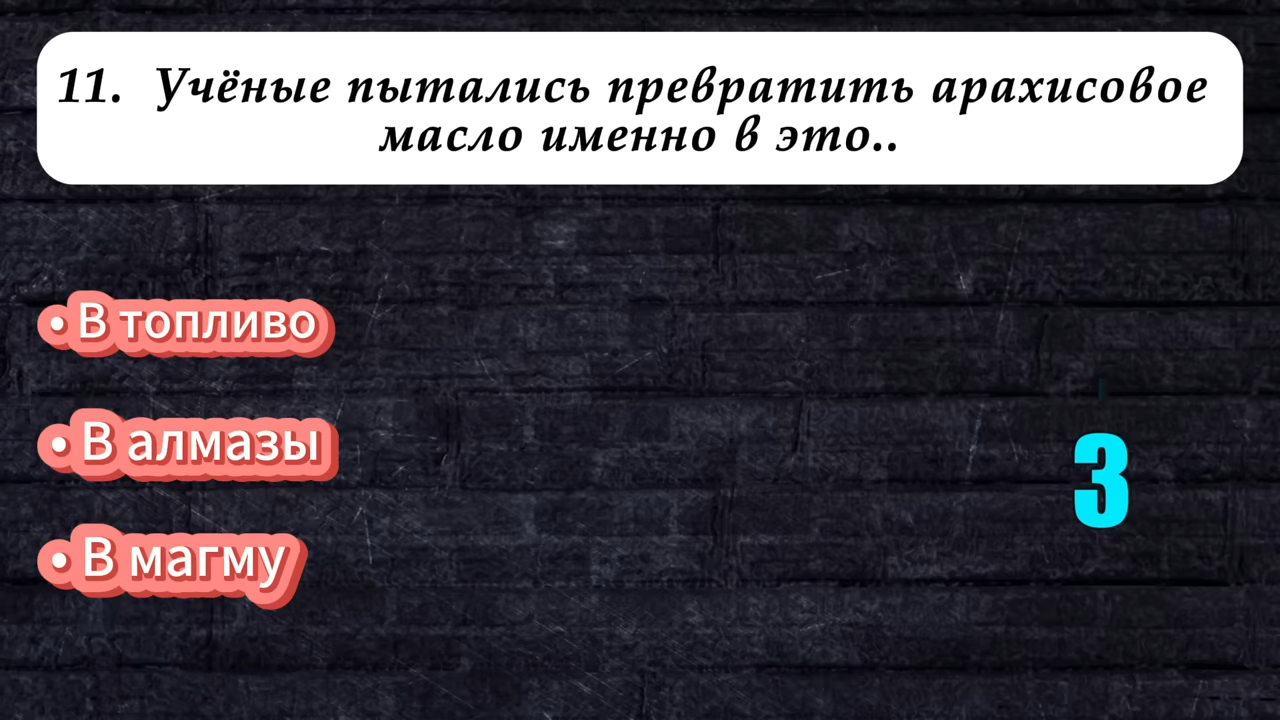 11. Учёные пытались превратить арахисовое
масло именно в это..
• В топливо
• В алмазы
3
• В магму